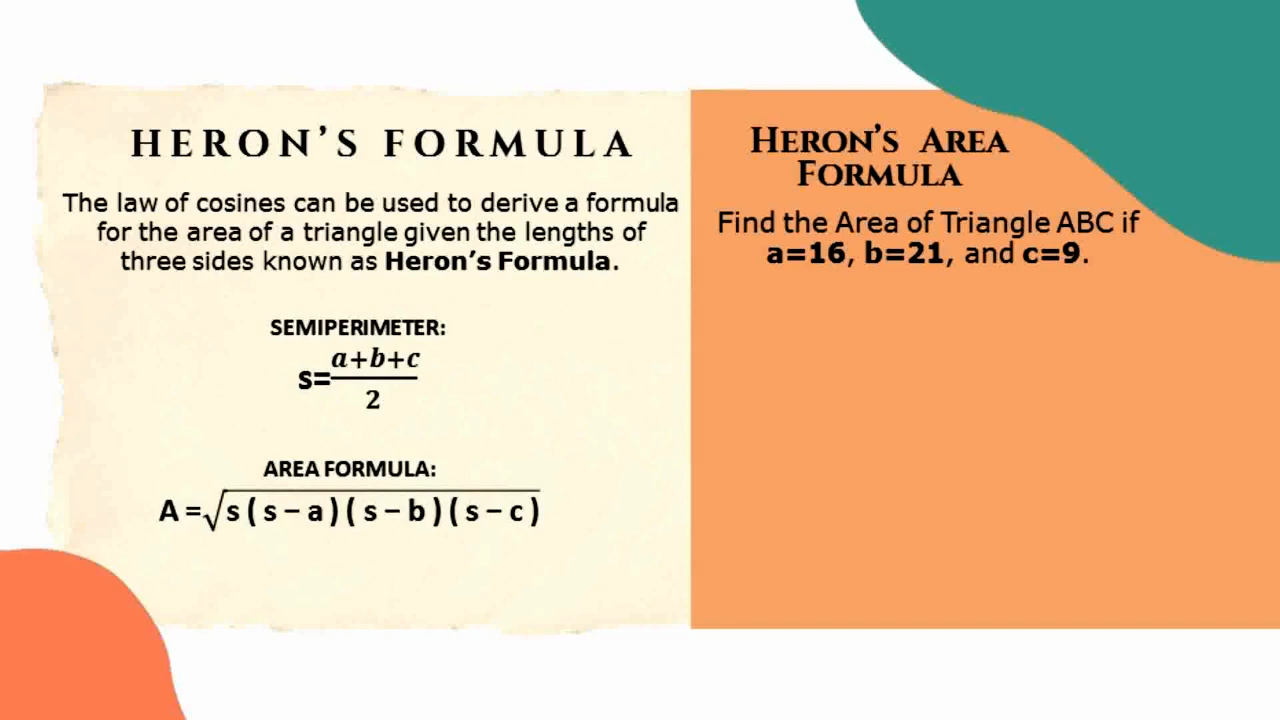 HERON'S FORMULA
The law of cosines can be used to derive a formula
for the area of a triangle given the lengths of
three sides known as Heron's Formula.
SEMIPERIMETER:
s=\frac{a+b+c}{2}
AREA FORMULA:
A=√s(s−a)(s−b)(s−c)
HERON'S AREA
FORMULA
Find the Area of Triangle ABC if
a=16, b=21, and c=9.